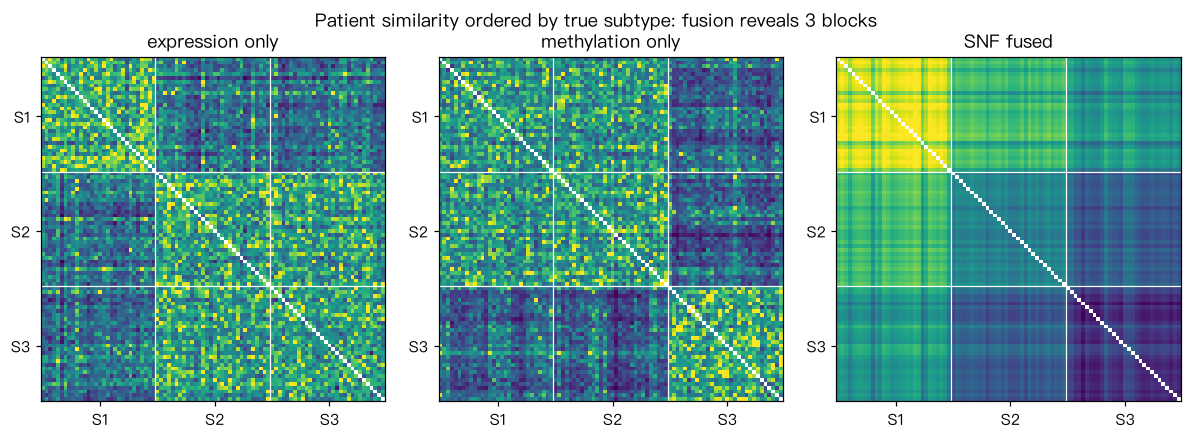 Patient similarity ordered by true subtype: fusion reveals 3 blocks
expression only
methylation only
SNF fused
S1
S2
S3
S1
S2
S3
S1
S2
S3
S1
S2
S3
S1
S2
S3
S1
S2
S3